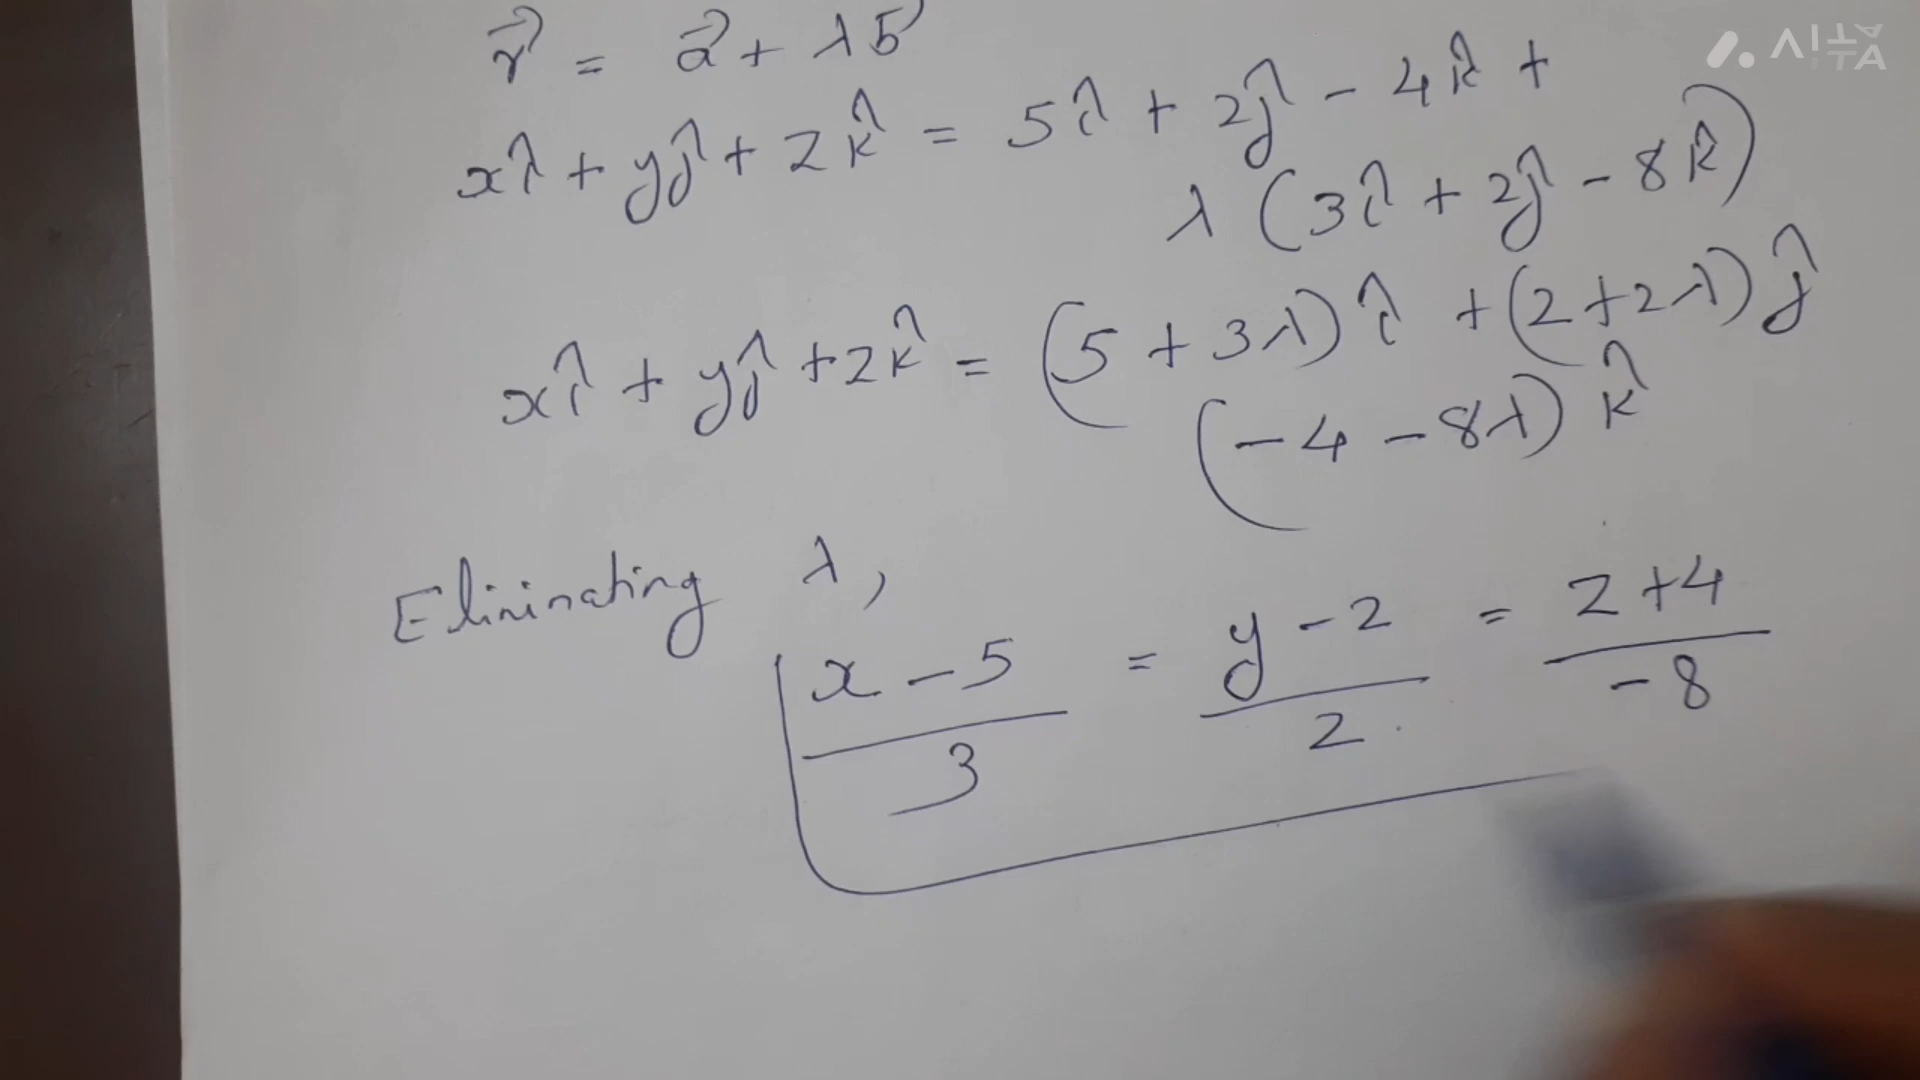 r⃗ = a⃗ + λb⃗
xî + yĵ + zk̂ = 5î + 2ĵ - 4k̂ +
λ (3î + 2ĵ - 8k̂)
xî + yĵ + zk̂ = (5 + 3λ) î + (2 + 2λ) ĵ
(-4 - 8λ) k̂
Eliminating λ,
(x - 5)/3 = (y - 2)/2 = (z + 4)/-8